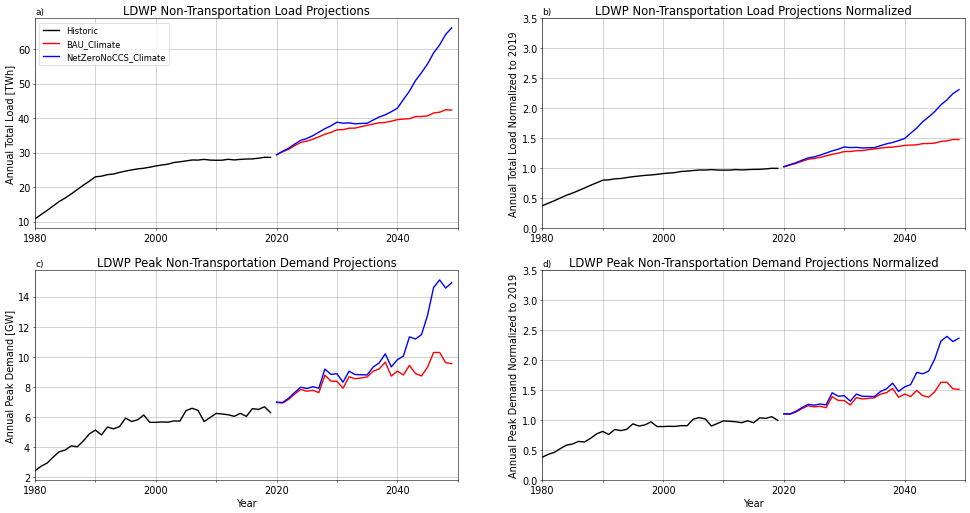 a)
LDWP Non-Transportation Load Projections
Annual Total Load [TWh]
60
50
40
30
20
10
Historic
BAU_Climate
NetZeroNoCCS_Climate
1980
2000
2020
2040
b)
LDWP Non-Transportation Load Projections Normalized
Annual Total Load Normalized to 2019
3.5
3.0
2.5
2.0
1.5
1.0
0.5
0.0
1980
2000
2020
2040
c)
LDWP Peak Non-Transportation Demand Projections
Annual Peak Demand [GW]
14
12
10
8
6
4
2
1980
2000
2020
2040
Year
d)
LDWP Peak Non-Transportation Demand Projections Normalized
Annual Peak Demand Normalized to 2019
3.5
3.0
2.5
2.0
1.5
1.0
0.5
0.0
1980
2000
2020
2040
Year